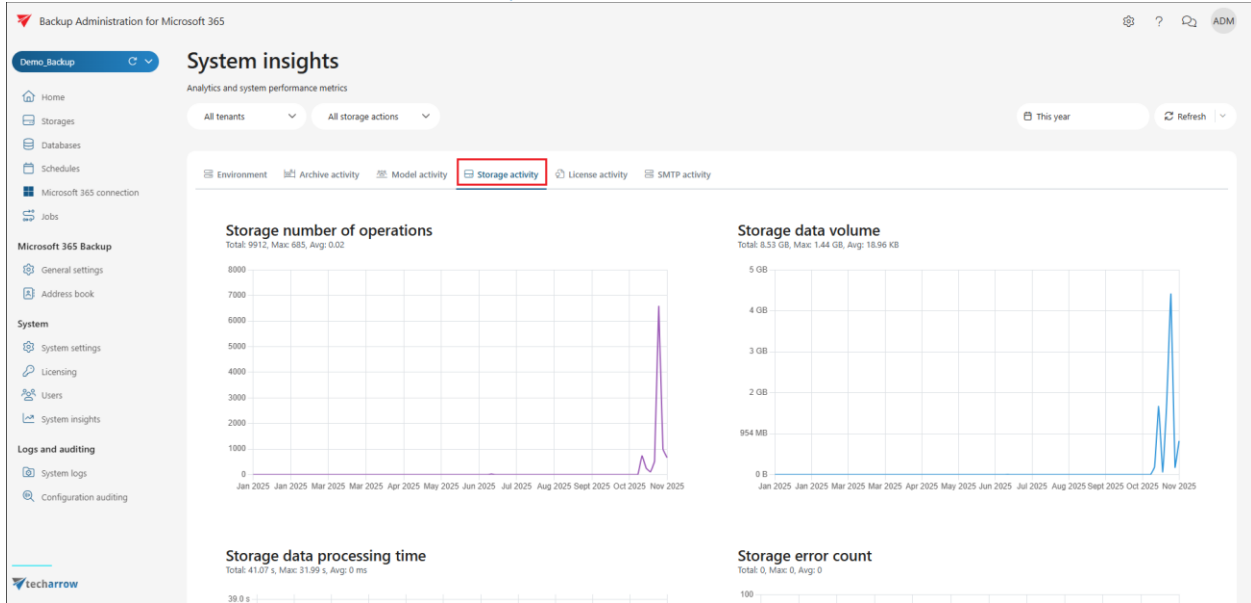 Backup Administration for Microsoft 365
ADM
Demo_Backup
Home
Storages
Databases
Schedules
Microsoft 365 connection
Jobs
Microsoft 365 Backup
General settings
Address book
System
System settings
Licensing
Users
System insights
Logs and auditing
System logs
Configuration auditing
techarrow
System insights
Analytics and system performance metrics
All tenants
All storage actions
This year
Refresh
Environment
Archive activity
Model activity
Storage activity
License activity
SMTP activity
Storage number of operations
Total: 9912, Max: 685, Avg: 0.02
8000
7000
6000
5000
4000
3000
2000
1000
0
Jan 2025 Jan 2025 Mar 2025 Mar 2025 Apr 2025 May 2025 Jun 2025 Jul 2025 Aug 2025 Sept 2025 Oct 2025 Nov 2025
Storage data volume
Total: 8.53 GB, Max: 1.44 GB, Avg: 18.96 KB
5 GB
4 GB
3 GB
2 GB
954 MB
0 B
Jan 2025 Jan 2025 Mar 2025 Mar 2025 Apr 2025 May 2025 Jun 2025 Jul 2025 Aug 2025 Sept 2025 Oct 2025 Nov 2025
Storage data processing time
Total: 41.07 s, Max: 31.99 s, Avg: 0 ms
39.0 s
Storage error count
Total: 0, Max: 0, Avg: 0
100